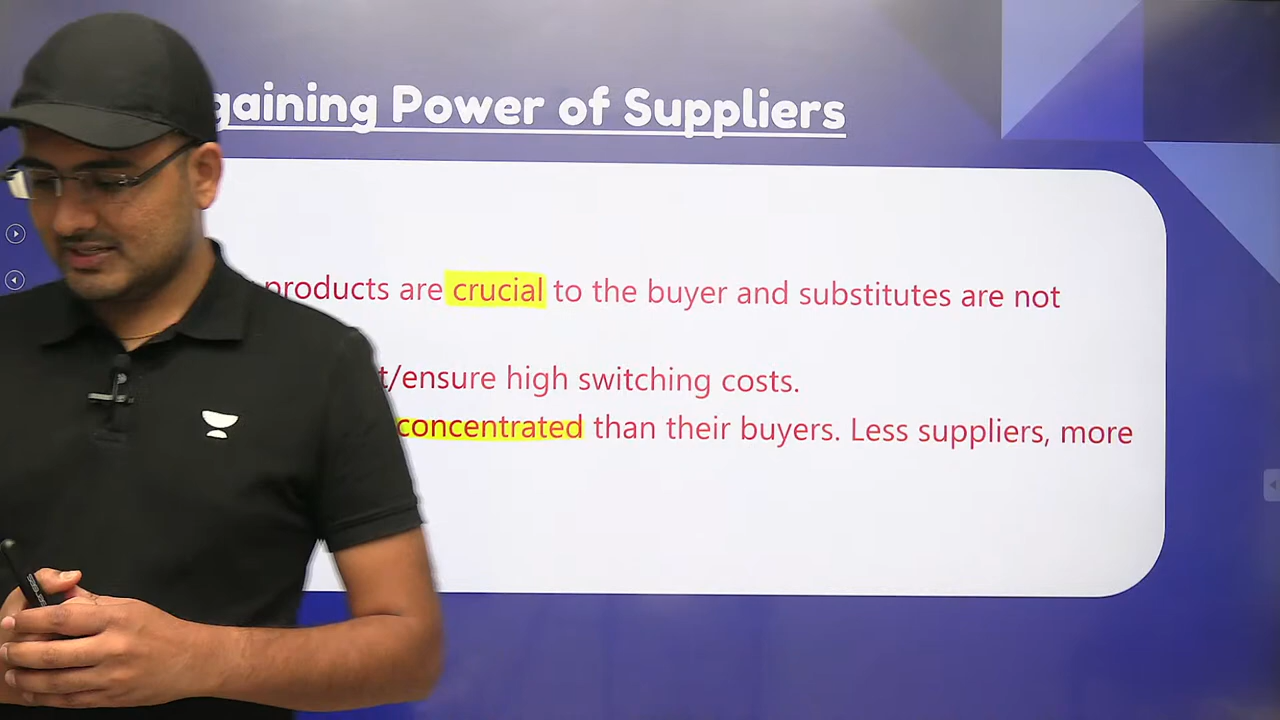 gaining Power of Suppliers
products are crucial to the buyer and substitutes are not
t/ensure high switching costs.
concentrated than their buyers. Less suppliers, more